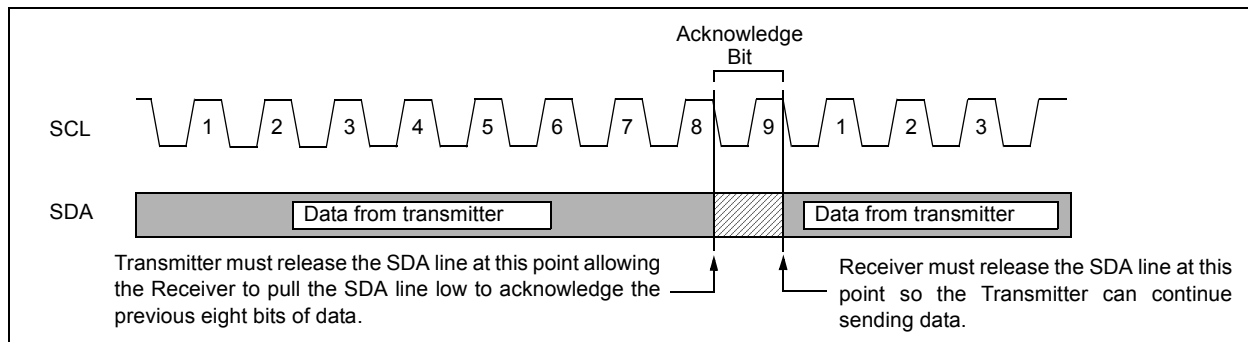 Acknowledge
Bit
SCL
1 2 3 4 5 6 7 8 9 1 2 3
SDA
Data from transmitter
Data from transmitter
Transmitter must release the SDA line at this point allowing
the Receiver to pull the SDA line low to acknowledge the
previous eight bits of data.
Receiver must release the SDA line at this
point so the Transmitter can continue
sending data.